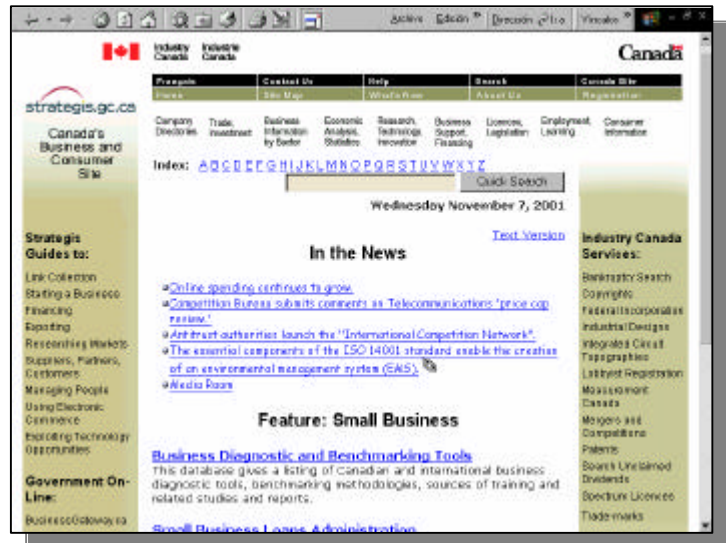 Archivo Edición » Dirección Vínculos »
Industry Canada Industrie Canada
Canada
Français Contact Us Help Search Canada Site
Home Site Map What's New About Us Registration
strategis.gc.ca
Canada's
Business and
Consumer
Site
Company Directories
Trade, Investment
Business Information by Sector
Economic Analysis, Statistics
Research, Technology, Innovation
Business Support, Financing
Licences, Legislation
Employment, Learning
Consumer Information
Index: A B C D E F G H I J K L M N O P Q R S T U V W X Y Z
Quick Search
Wednesday November 7, 2001
Text Version
Strategis
Guides to:
Link Collection
Starting a Business
Financing
Exporting
Researching Markets
Suppliers, Partners,
Customers
Managing People
Using Electronic
Commerce
Exploiting Technology
Opportunities
Government On-
Line:
BusinessGateway.ca
In the News
Online spending continues to grow.
Competition Bureau submits comments on Telecommunications 'price cap
review.'
Antitrust authorities launch the "International Competition Network".
The essential components of the ISO 14001 standard enable the creation
of an environmental management system (EMS).
Media Room
Feature: Small Business
Business Diagnostic and Benchmarking Tools
This database gives a listing of Canadian and international business
diagnostic tools, benchmarking methodologies, sources of training and
related studies and reports.
Small Business Loans Administration
Industry Canada
Services:
Bankruptcy Search
Copyrights
Federal Incorporation
Industrial Designs
Integrated Circuit
Topographies
Lobbyist Registration
Measurement
Canada
Mergers and
Competitions
Patents
Search Unclaimed
Dividends
Spectrum Licences
Trade-marks